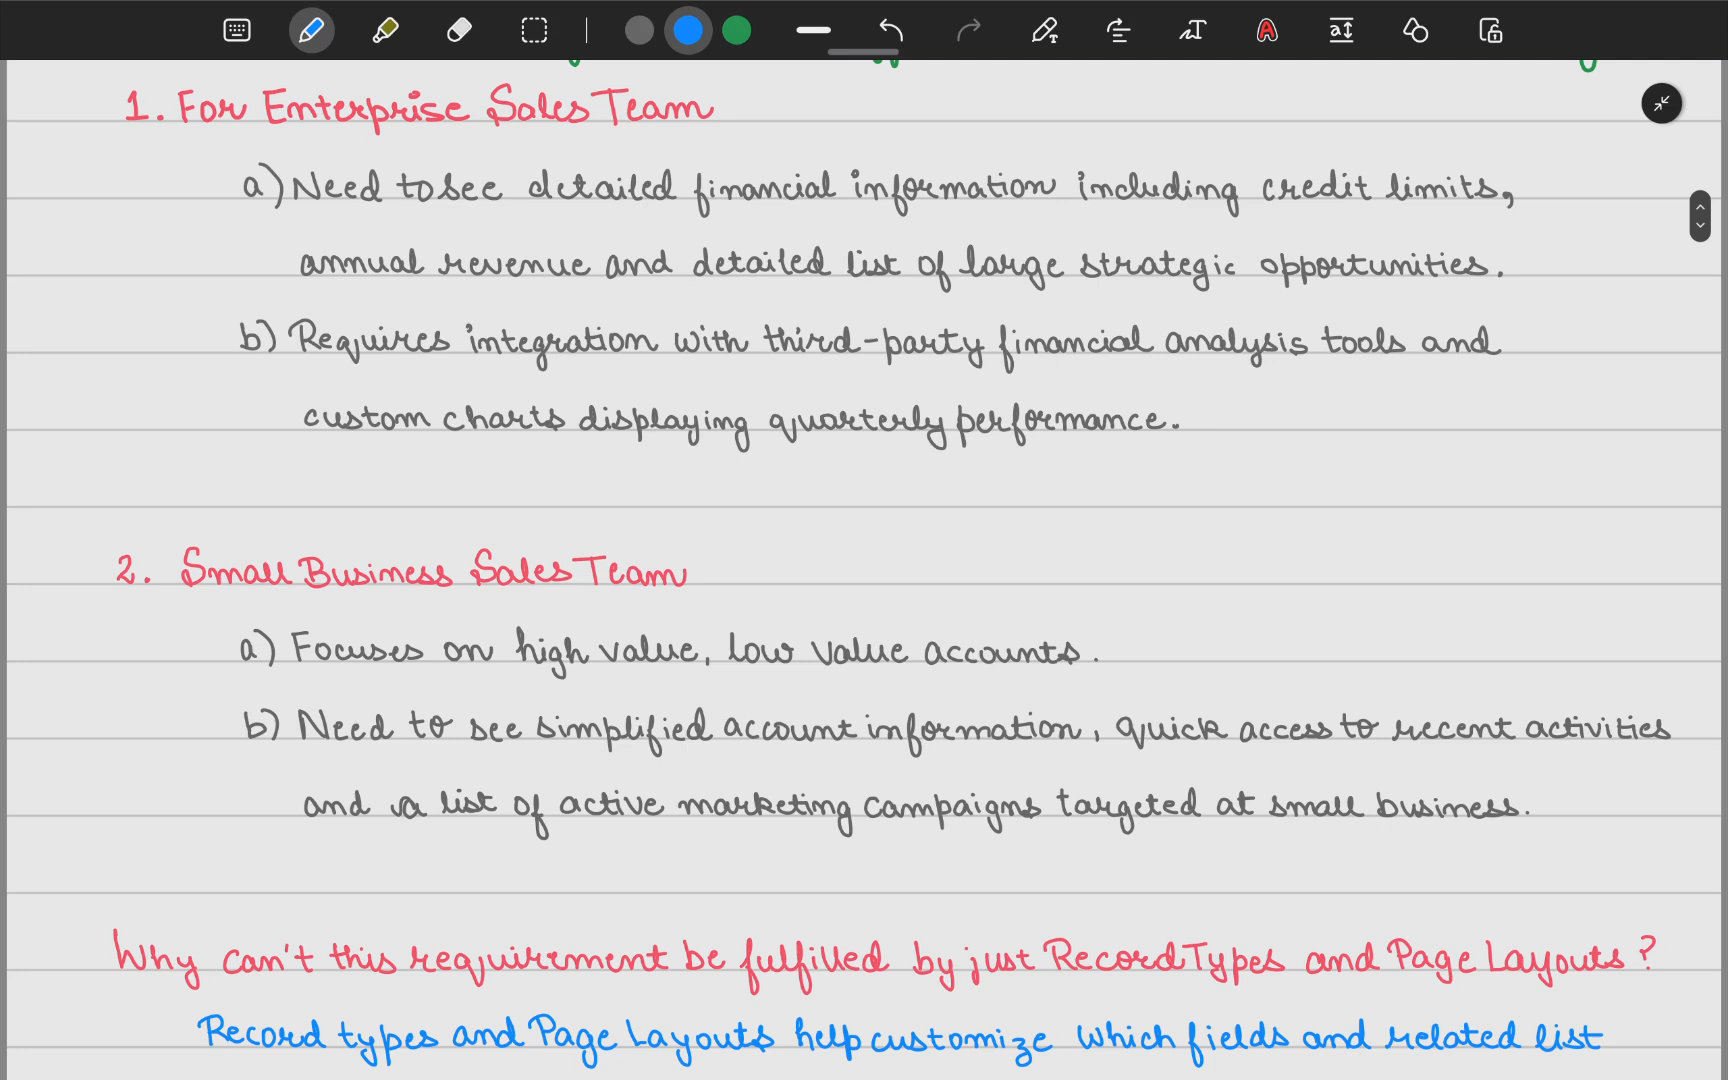 1. For Enterprise Sales Team
a) Need to see detailed financial information including credit limits,
annual revenue and detailed list of large strategic opportunities.
b) Requires integration with third-party financial analysis tools and
custom charts displaying quarterly performance.
2. Small Business Sales Team
a) Focuses on high value, low value accounts.
b) Need to see simplified account information, quick access to recent activities
and a list of active marketing campaigns targeted at small business.
Why can't this requirement be fulfilled by just Record Types and Page Layouts?
Record types and Page Layouts help customize which fields and related list